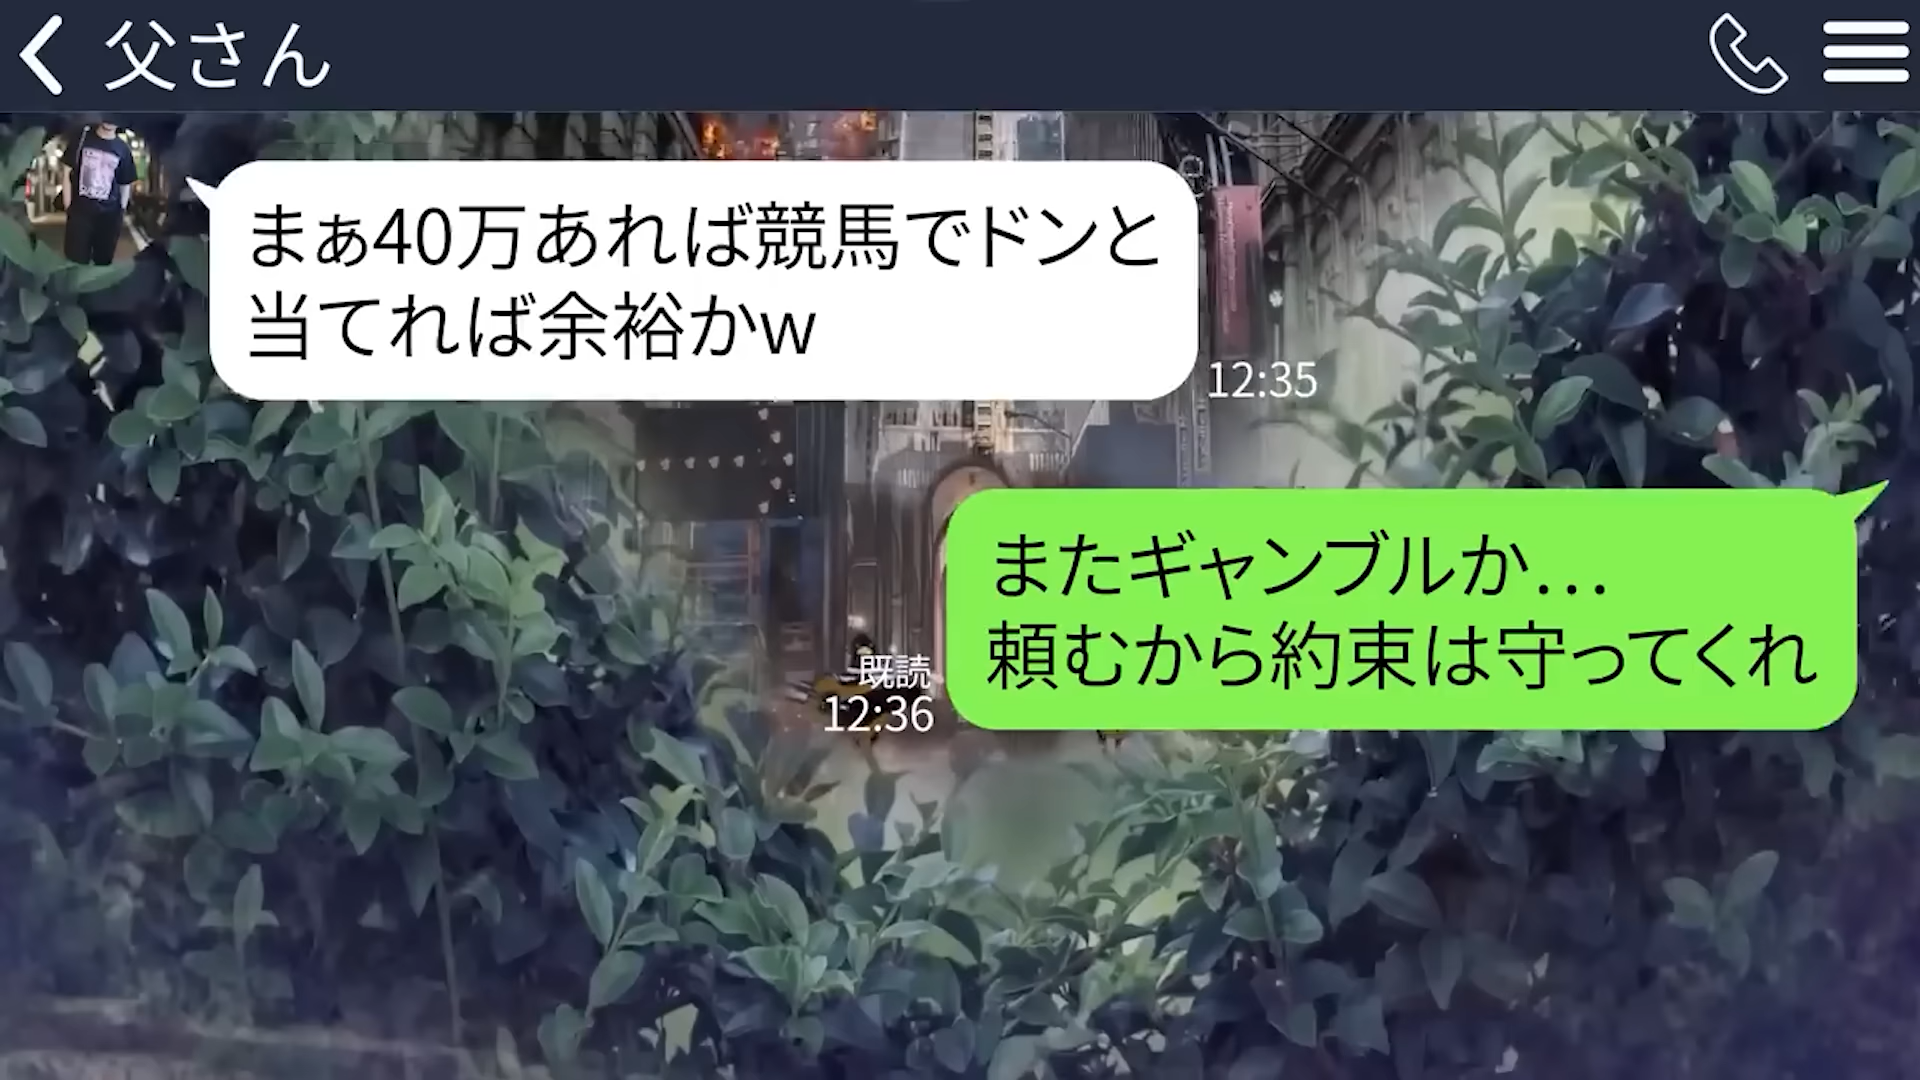 父さん
まぁ40万あれば競馬でドンと
当てれば余裕かw
12:35
またギャンブルか…
頼むから約束は守ってくれ
既読
12:36